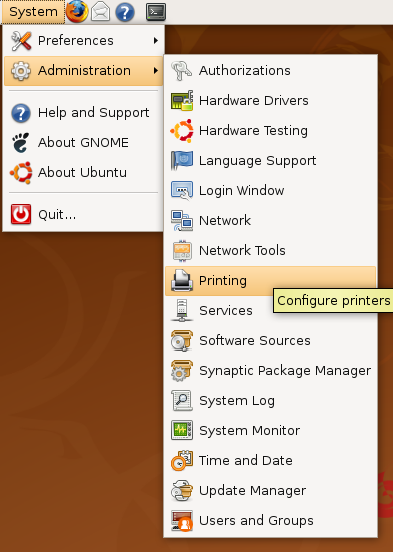 System
Preferences
Administration
Help and Support
About GNOME
About Ubuntu
Quit...
Authorizations
Hardware Drivers
Hardware Testing
Language Support
Login Window
Network
Network Tools
Printing
Configure printers
Services
Software Sources
Synaptic Package Manager
System Log
System Monitor
Time and Date
Update Manager
Users and Groups